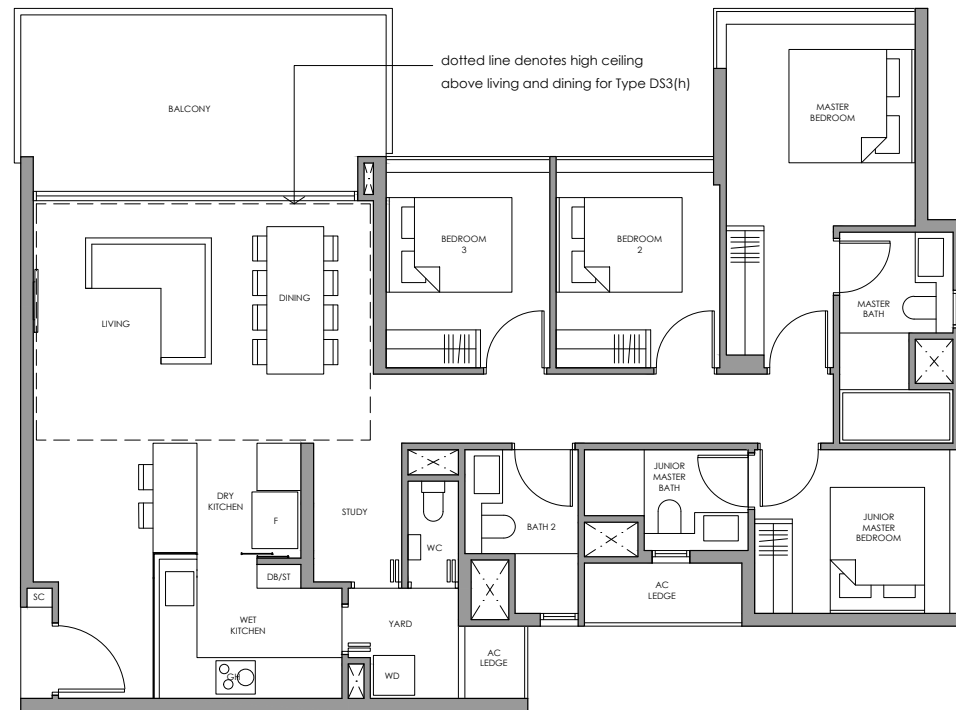 dotted line denotes high ceiling
above living and dining for Type DS3(h)
BALCONY
MASTER
BEDROOM
BEDROOM
3
BEDROOM
2
DINING
LIVING
MASTER
BATH
DRY
KITCHEN
F
STUDY
WC
BATH 2
JUNIOR
MASTER
BATH
JUNIOR
MASTER
BEDROOM
DB/ST
AC
LEDGE
SC
WET
KITCHEN
YARD
AC
LEDGE
GH
WD